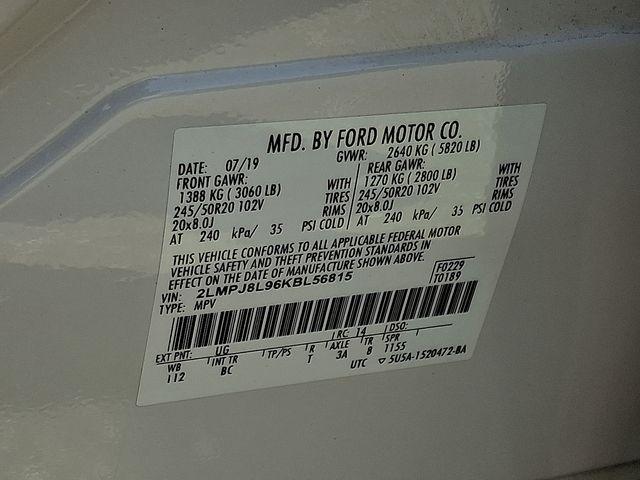 MFD. BY FORD MOTOR CO.
DATE: 07/19 GVWR: 2640 KG ( 5820 LB)
FRONT GAWR: REAR GAWR:
1388 KG ( 3060 LB) WITH 1270 KG ( 2800 LB) WITH
245/50R20 102V TIRES 245/50R20 102V TIRES
20x8.0J RIMS 20x8.0J RIMS
AT 240 kPa/ 35 PSI COLD AT 240 kPa/ 35 PSI COLD
THIS VEHICLE CONFORMS TO ALL APPLICABLE FEDERAL MOTOR
VEHICLE SAFETY AND THEFT PREVENTION STANDARDS IN
EFFECT ON THE DATE OF MANUFACTURE SHOWN ABOVE.
VIN: 2LMPJ8L96KBL56815 F0229
TYPE: MPV T0189
EXT PNT: UG RC: 14 DSO:
WB INT TR TP/PS R AXLE TR SPR
112 BC T 3A B 1155
UTC ▽ 5U5A-1520472-BA